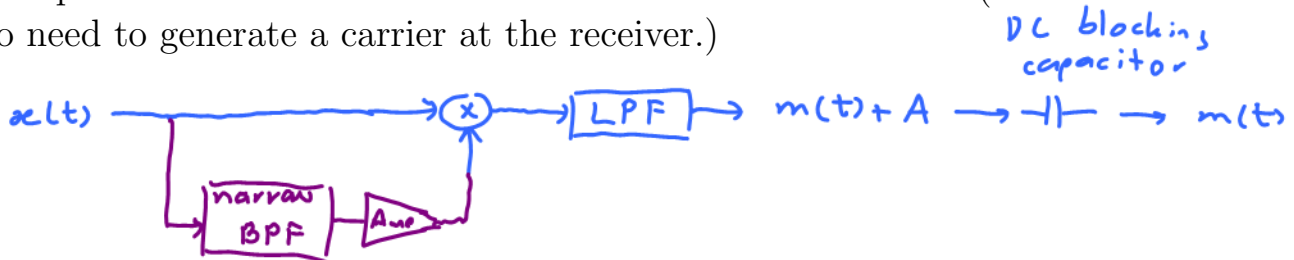 o need to generate a carrier at the receiver.)
DC blocking
capacitor
x(t) × LPF m(t) + A m(t)
narrow
BPF Amp